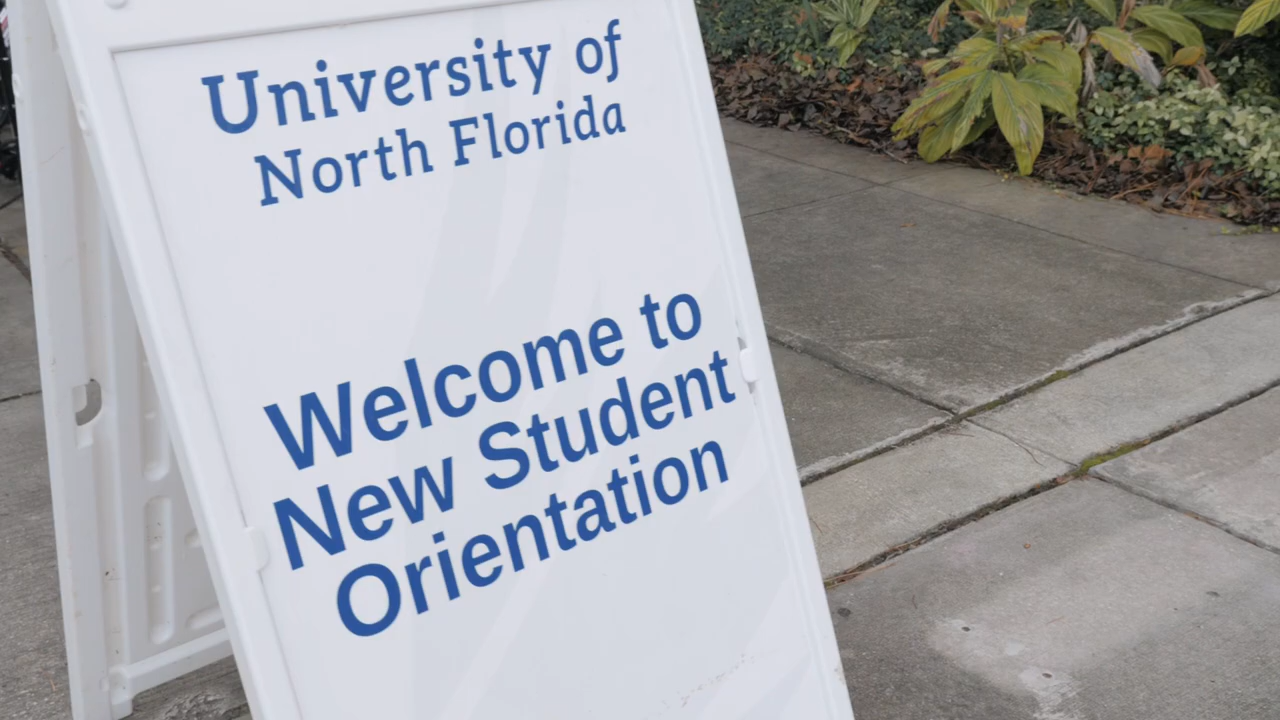 University of
North Florida
Welcome to
New Student
Orientation